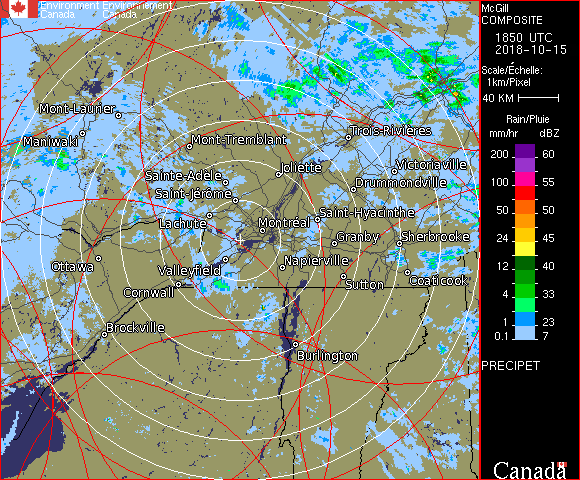 Environment Environnement
Canada Canada
McGill
COMPOSITE
1850 UTC
2018-10-15
Scale/Échelle:
1km/Pixel
40 KM
Rain/Pluie
mm/hr dBZ
200 60
100 55
50 50
24 45
12 40
4 33
1 23
0.1 7
PRECIPET
Canada
Mont-Laurier
Maniwaki
Mont-Tremblant
Trois-Rivières
Sainte-Adèle
Joliette
Victoriaville
Saint-Jérôme
Drummondville
Lachute
Saint-Hyacinthe
Montréal
Granby
Sherbrooke
Ottawa
Valleyfield
Napierville
Cornwall
Sutton
Coaticook
Brockville
Burlington